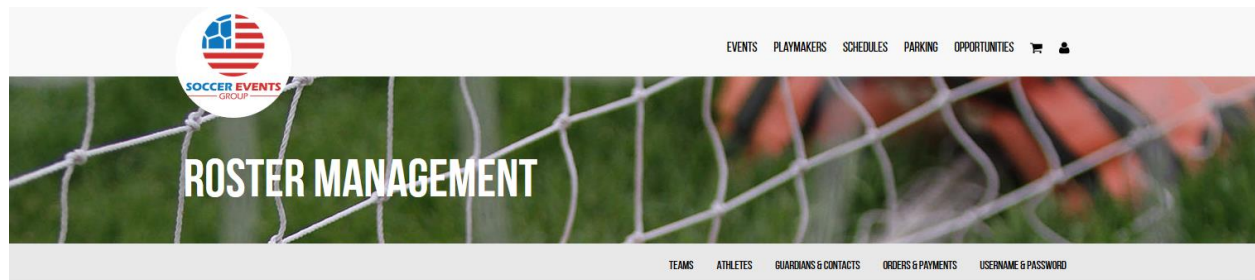 EVENTS PLAYMAKERS SCHEDULES PARKING OPPORTUNITIES
SOCCER EVENTS
GROUP
ROSTER MANAGEMENT
TEAMS ATHLETES GUARDIANS & CONTACTS ORDERS & PAYMENTS USERNAME & PASSWORD